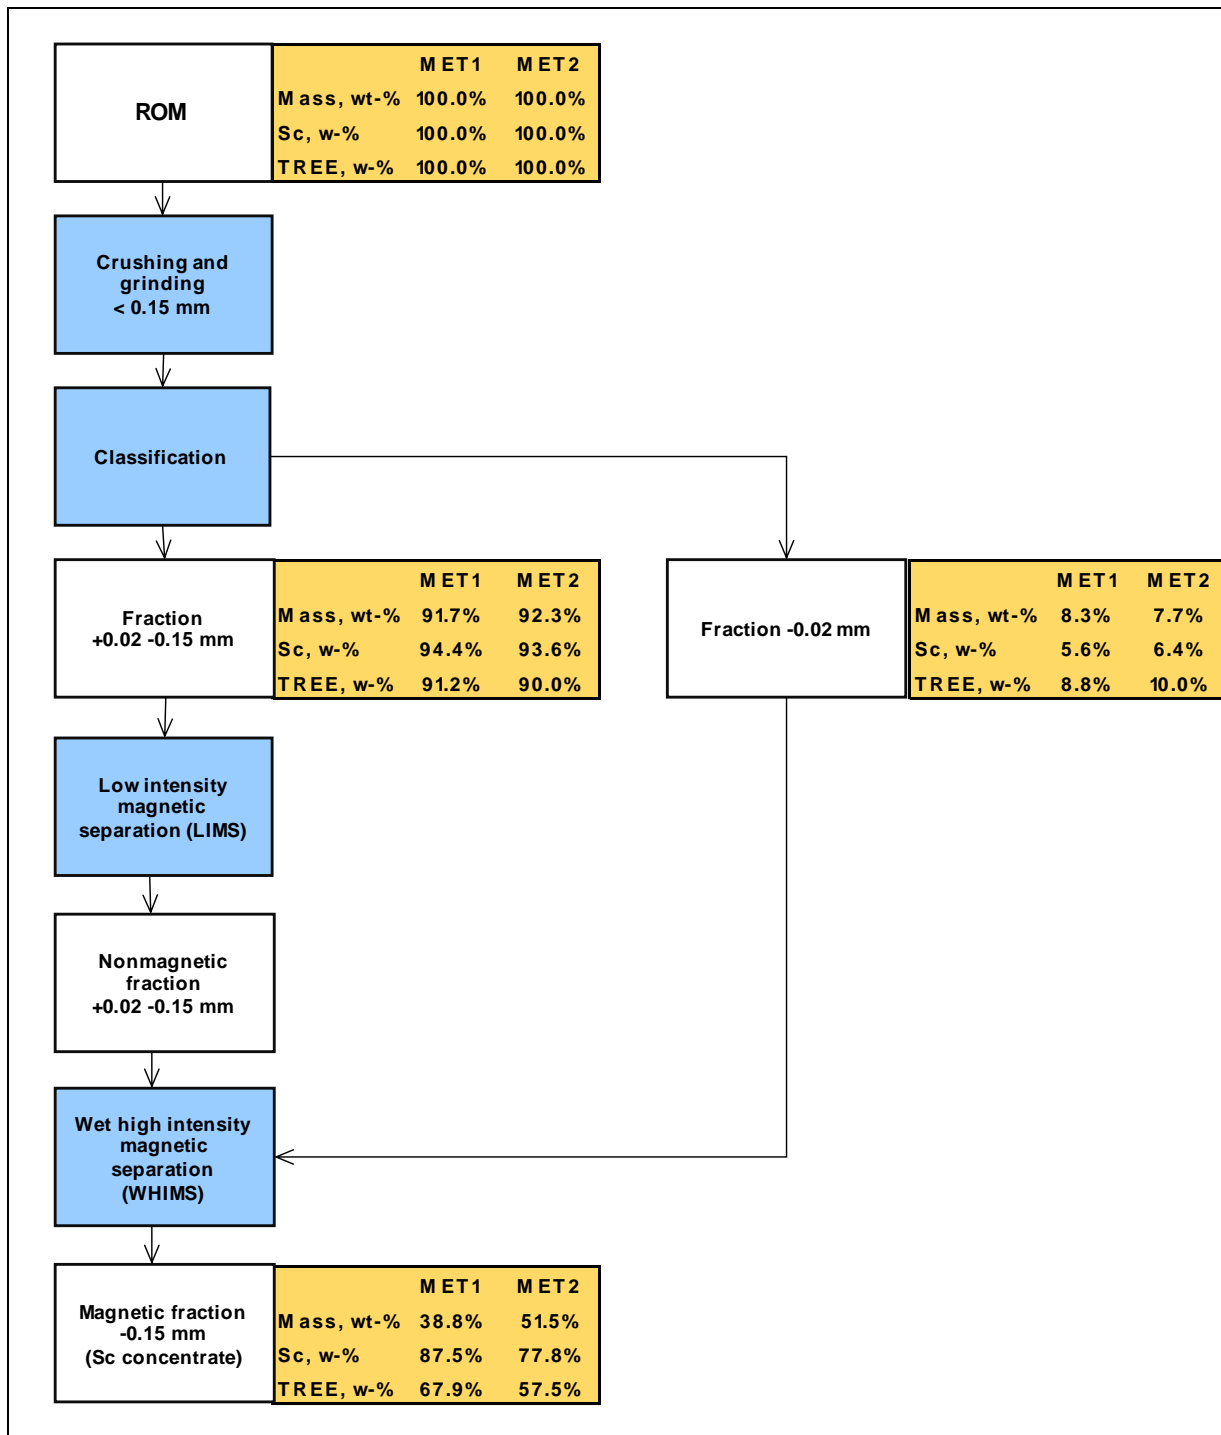 ROM
MET1 MET2
Mass, wt-% 100.0% 100.0%
Sc, w-% 100.0% 100.0%
TREE, w-% 100.0% 100.0%
Crushing and
grinding
< 0.15 mm
Classification
Fraction
+0.02 -0.15 mm
MET1 MET2
Mass, wt-% 91.7% 92.3%
Sc, w-% 94.4% 93.6%
TREE, w-% 91.2% 90.0%
Fraction -0.02 mm
MET1 MET2
Mass, wt-% 8.3% 7.7%
Sc, w-% 5.6% 6.4%
TREE, w-% 8.8% 10.0%
Low intensity
magnetic
separation (LIMS)
Nonmagnetic
fraction
+0.02 -0.15 mm
Wet high intensity
magnetic
separation
(WHIMS)
Magnetic fraction
-0.15 mm
(Sc concentrate)
MET1 MET2
Mass, wt-% 38.8% 51.5%
Sc, w-% 87.5% 77.8%
TREE, w-% 67.9% 57.5%